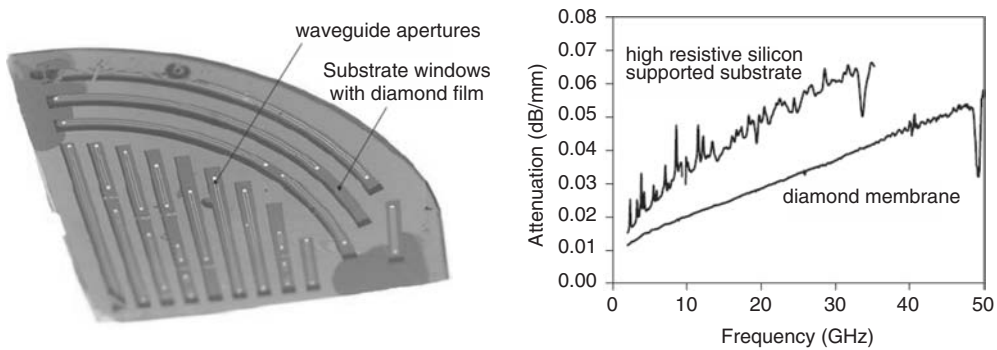 waveguide apertures
Substrate windows
with diamond film
Attenuation (dB/mm)
0.08
0.07
0.06
0.05
0.04
0.03
0.02
0.01
0.00
high resistive silicon
supported substrate
diamond membrane
0
10
20
30
40
50
Frequency (GHz)